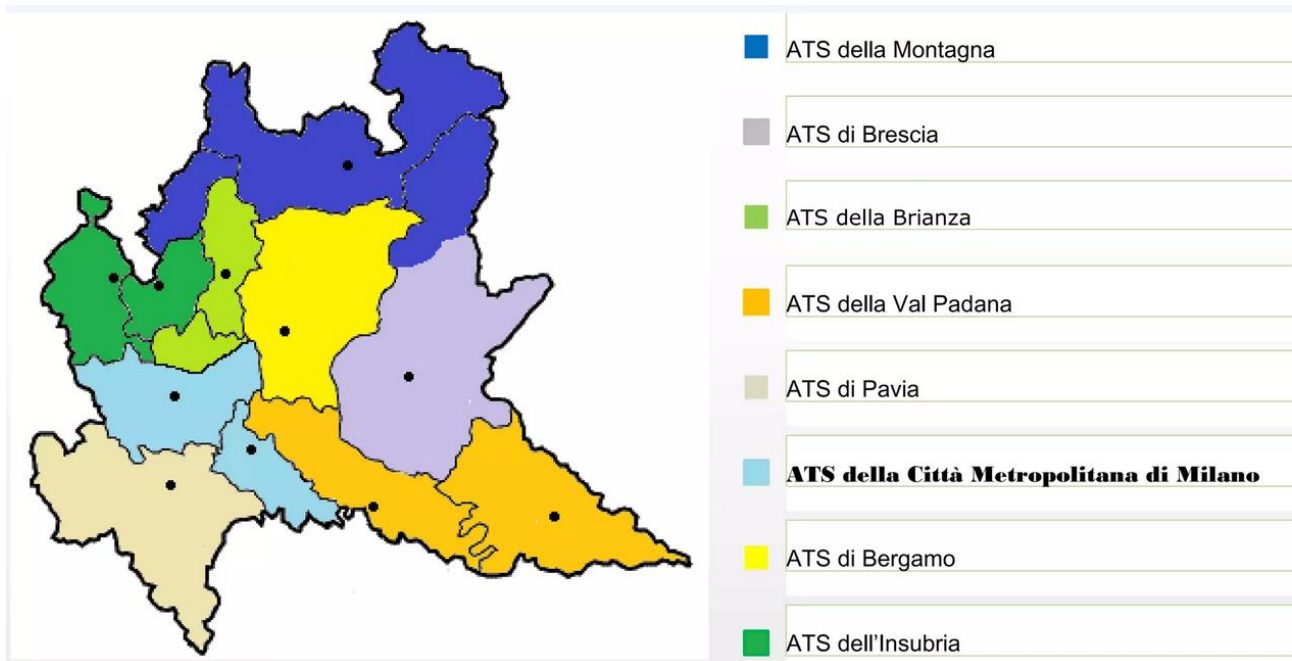 ATS della Montagna
ATS di Brescia
ATS della Brianza
ATS della Val Padana
ATS di Pavia
ATS della Città Metropolitana di Milano
ATS di Bergamo
ATS dell'Insubria